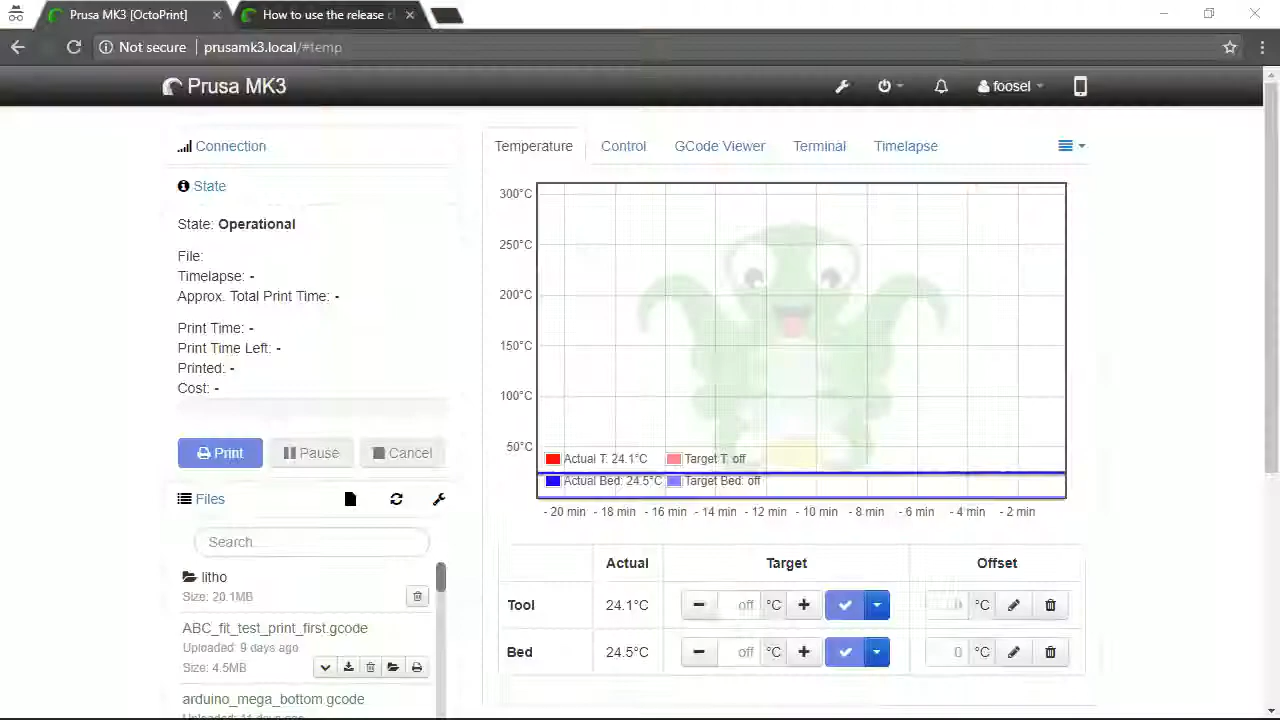 Prusa MK3 [OctoPrint]
How to use the release c
Not secure
prusamk3.local/#temp
Prusa MK3
foosel
Connection
State
State: Operational
File:
Timelapse: -
Approx. Total Print Time: -
Print Time: -
Print Time Left: -
Printed: -
Cost: -
Print
Pause
Cancel
Files
Search...
litho
Size: 20.1MB
ABC_fit_test_print_first.gcode
Uploaded: 9 days ago
Size: 4.5MB
arduino_mega_bottom.gcode
Temperature
Control
GCode Viewer
Terminal
Timelapse
300°C
250°C
200°C
150°C
100°C
50°C
Actual T: 24.1°C
Target T: off
Actual Bed: 24.5°C
Target Bed: off
- 20 min - 18 min - 16 min - 14 min - 12 min - 10 min - 8 min - 6 min - 4 min - 2 min
Actual
Target
Offset
Tool
24.1°C
off °C
°C
Bed
24.5°C
off °C
0 °C